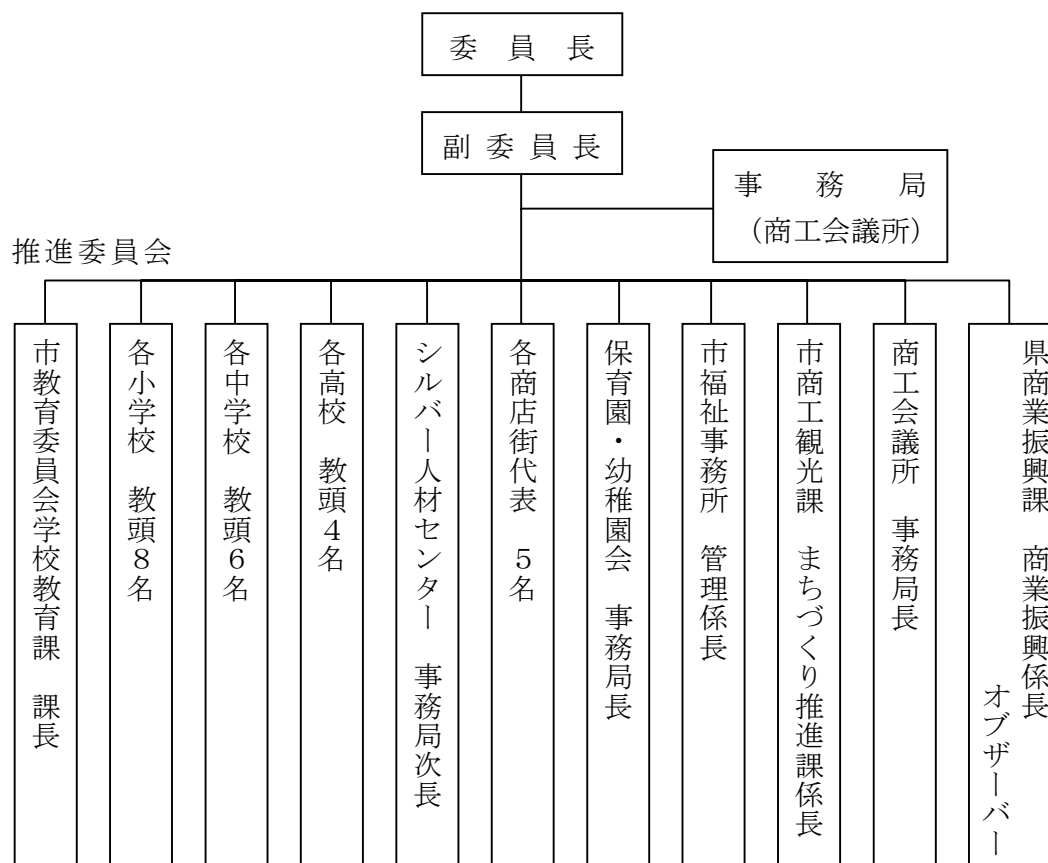 委員長
副委員長
事務局
（商工会議所）
推進委員会
市教育委員会学校教育課　課長
各小学校　教頭８名
各中学校　教頭６名
各高校　教頭４名
シルバー人材センター　事務局次長
各商店街代表　５名
保育園・幼稚園会　事務局長
市福祉事務所　管理係長
市商工観光課　まちづくり推進課係長
商工会議所　事務局長
県商業振興課　商業振興係長
オブザーバー